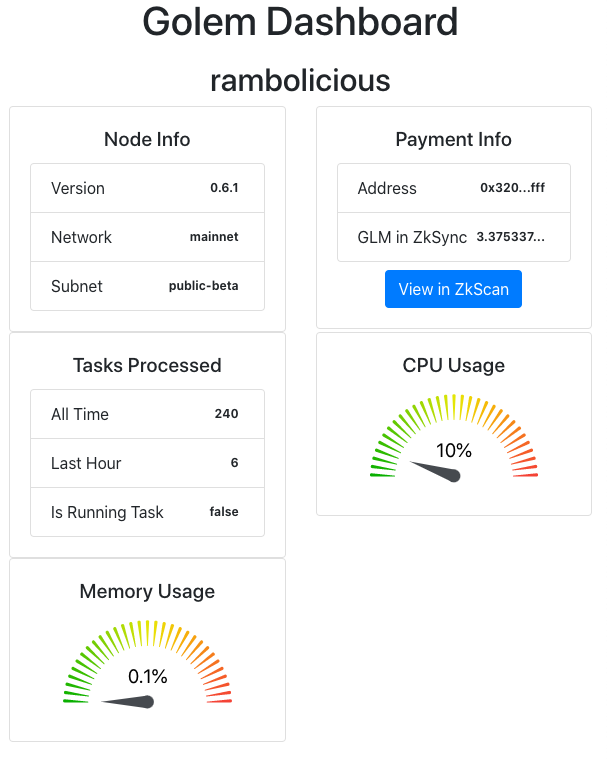 Golem Dashboard
rambolicious
Node Info
Version 0.6.1
Network mainnet
Subnet public-beta
Payment Info
Address 0x320...fff
GLM in ZkSync 3.375337...
View in ZkScan
Tasks Processed
All Time 240
Last Hour 6
Is Running Task false
CPU Usage
10%
Memory Usage
0.1%